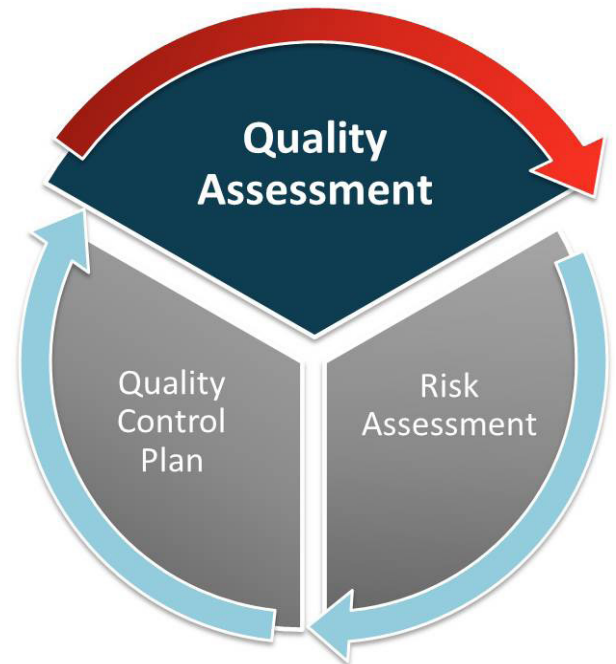 Quality
Assessment
Risk
Assessment
Quality
Control
Plan